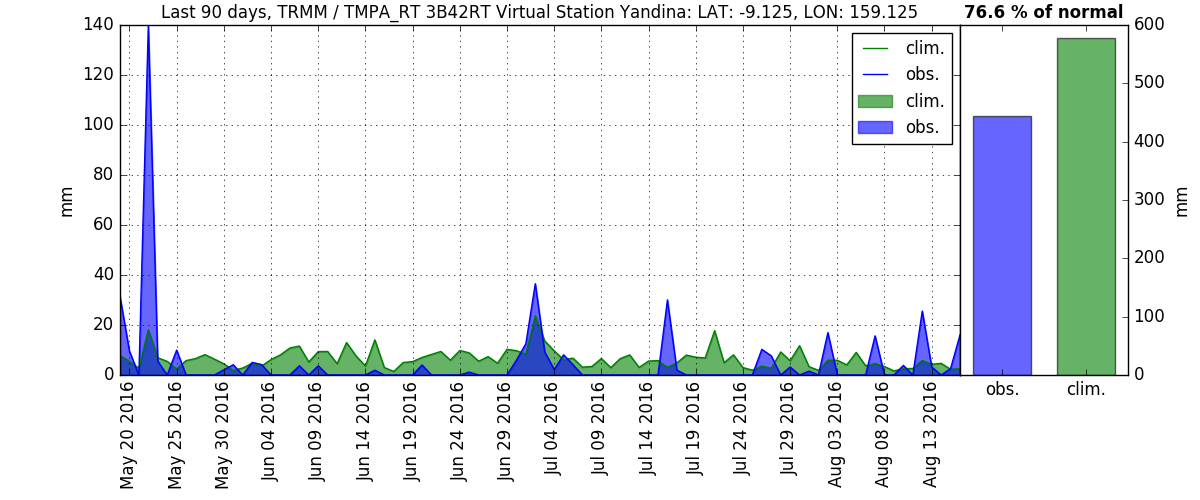 Last 90 days, TRMM / TMPA_RT 3B42RT Virtual Station Yandina: LAT: -9.125, LON: 159.125
76.6 % of normal
140
120
100
80
60
40
20
0
mm
clim.
obs.
clim.
obs.
600
500
400
300
200
100
0
mm
May 20 2016
May 25 2016
May 30 2016
Jun 04 2016
Jun 09 2016
Jun 14 2016
Jun 19 2016
Jun 24 2016
Jun 29 2016
Jul 04 2016
Jul 09 2016
Jul 14 2016
Jul 19 2016
Jul 24 2016
Jul 29 2016
Aug 03 2016
Aug 08 2016
Aug 13 2016
obs.
clim.